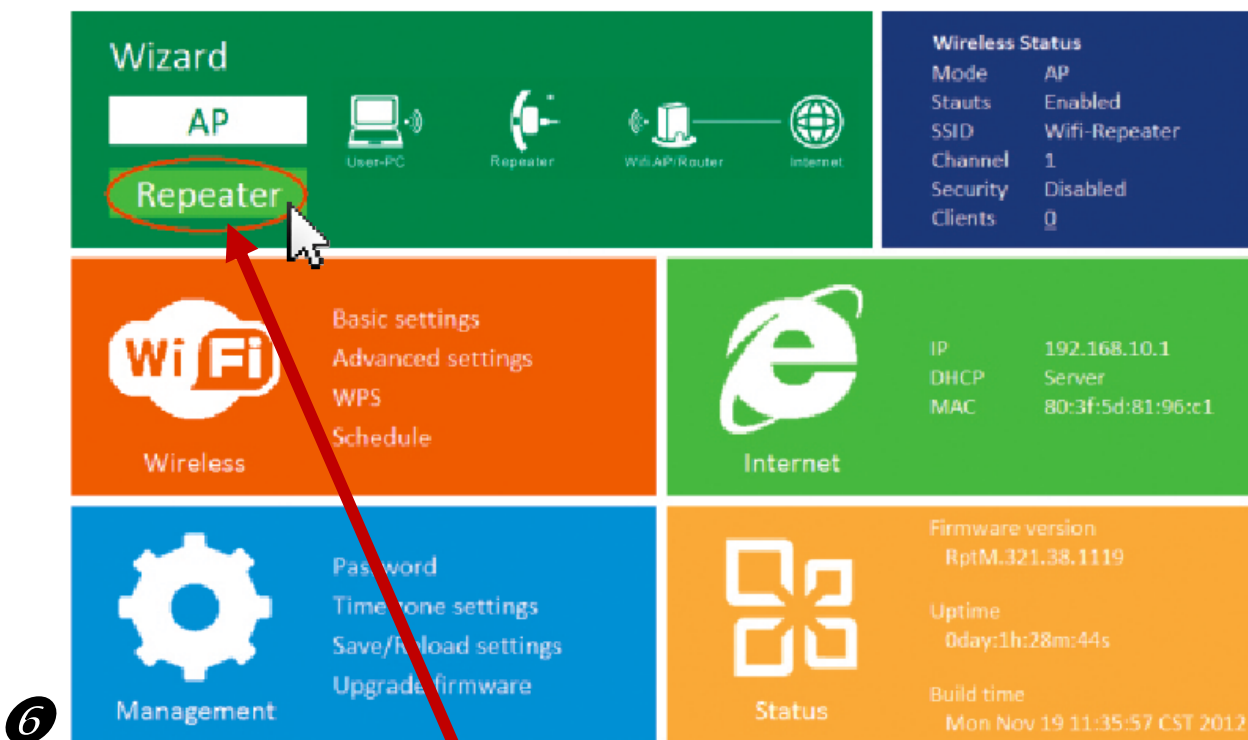 Wizard
AP
Repeater
User-PC
Repeater
Wifi AP/Router
Internet
Wireless Status
Mode AP
Stauts Enabled
SSID Wifi-Repeater
Channel 1
Security Disabled
Clients 0
WiFi
Wireless
Basic settings
Advanced settings
WPS
Schedule
Internet
IP 192.168.10.1
DHCP Server
MAC 80:3f:5d:81:96:c1
Management
Password
Time zone settings
Save/Reload settings
Upgrade firmware
Status
Firmware version
RptM.321.38.1119
Uptime
0day:1h:28m:44s
Build time
Mon Nov 19 11:35:57 CST 2012
6